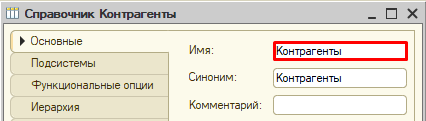 Справочник Контрагенты
Основные
Имя: Контрагенты
Подсистемы
Синоним: Контрагенты
Функциональные опции
Комментарий:
Иерархия